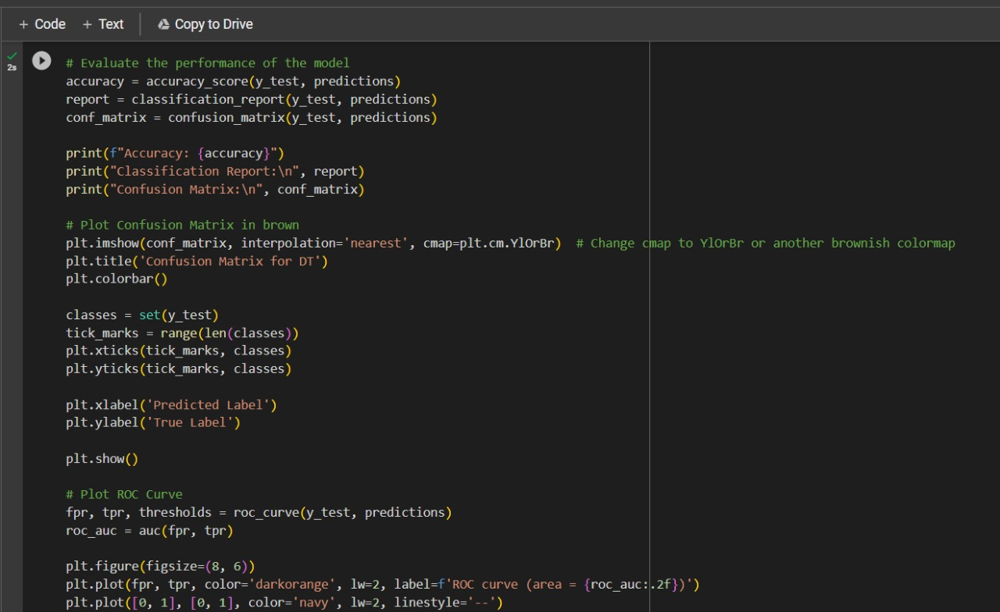 + Code + Text Copy to Drive
2s
# Evaluate the performance of the model
accuracy = accuracy_score(y_test, predictions)
report = classification_report(y_test, predictions)
conf_matrix = confusion_matrix(y_test, predictions)
print(f"Accuracy: {accuracy}")
print("Classification Report:\n", report)
print("Confusion Matrix:\n", conf_matrix)
# Plot Confusion Matrix in brown
plt.imshow(conf_matrix, interpolation='nearest', cmap=plt.cm.YlOrBr)  # Change cmap to YlOrBr or another brownish colormap
plt.title('Confusion Matrix for DT')
plt.colorbar()
classes = set(y_test)
tick_marks = range(len(classes))
plt.xticks(tick_marks, classes)
plt.yticks(tick_marks, classes)
plt.xlabel('Predicted Label')
plt.ylabel('True Label')
plt.show()
# Plot ROC Curve
fpr, tpr, thresholds = roc_curve(y_test, predictions)
roc_auc = auc(fpr, tpr)
plt.figure(figsize=(8, 6))
plt.plot(fpr, tpr, color='darkorange', lw=2, label=f'ROC curve (area = {roc_auc:.2f})')
plt.plot([0, 1], [0, 1], color='navy', lw=2, linestyle='--')